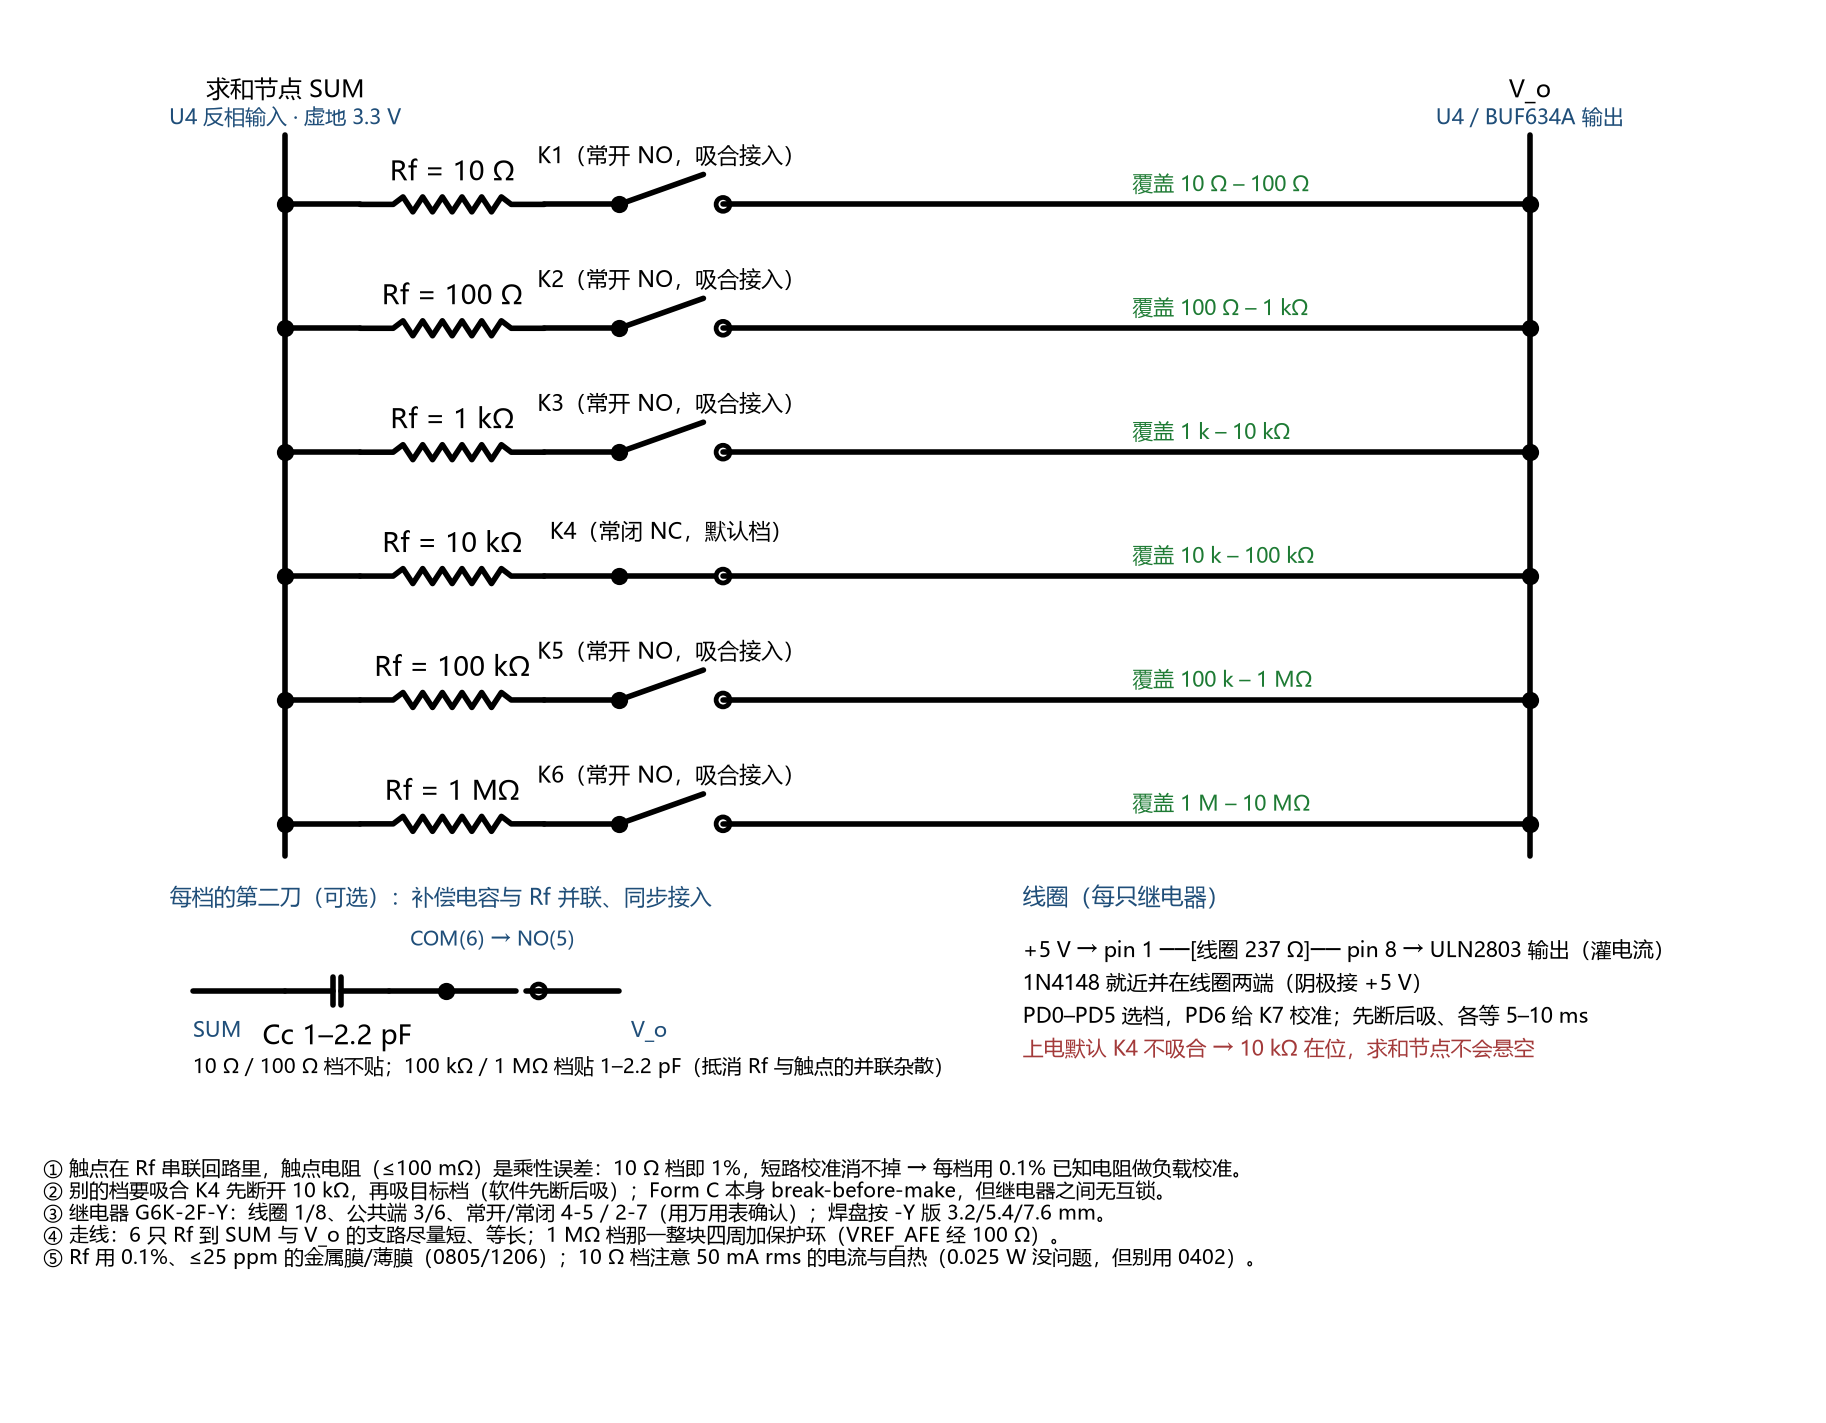 求和节点 SUM
U4 反相输入 · 虚地 3.3 V
V_o
U4 / BUF634A 输出
Rf = 10 Ω
K1（常开 NO，吸合接入）
覆盖 10 Ω – 100 Ω
Rf = 100 Ω
K2（常开 NO，吸合接入）
覆盖 100 Ω – 1 kΩ
Rf = 1 kΩ
K3（常开 NO，吸合接入）
覆盖 1 k – 10 kΩ
Rf = 10 kΩ
K4（常闭 NC，默认档）
覆盖 10 k – 100 kΩ
Rf = 100 kΩ
K5（常开 NO，吸合接入）
覆盖 100 k – 1 MΩ
Rf = 1 MΩ
K6（常开 NO，吸合接入）
覆盖 1 M – 10 MΩ
每档的第二刀（可选）：补偿电容与 Rf 并联、同步接入
COM(6) → NO(5)
SUM
Cc 1–2.2 pF
V_o
10 Ω / 100 Ω 档不贴；100 kΩ / 1 MΩ 档贴 1–2.2 pF（抵消 Rf 与触点的并联杂散）
线圈（每只继电器）
+5 V → pin 1 ──[线圈 237 Ω]── pin 8 → ULN2803 输出（灌电流）
1N4148 就近并在线圈两端（阴极接 +5 V）
PD0–PD5 选档，PD6 给 K7 校准；先断后吸、各等 5–10 ms
上电默认 K4 不吸合 → 10 kΩ 在位，求和节点不会悬空
① 触点在 Rf 串联回路里，触点电阻（≤100 mΩ）是乘性误差：10 Ω 档即 1%，短路校准消不掉 → 每档用 0.1% 已知电阻做负载校准。
② 别的档要吸合 K4 先断开 10 kΩ，再吸目标档（软件先断后吸）；Form C 本身 break-before-make，但继电器之间无互锁。
③ 继电器 G6K-2F-Y：线圈 1/8、公共端 3/6、常开/常闭 4-5 / 2-7（用万用表确认）；焊盘按 -Y 版 3.2/5.4/7.6 mm。
④ 走线：6 只 Rf 到 SUM 与 V_o 的支路尽量短、等长；1 MΩ 档那一整块四周加保护环（VREF_AFE 经 100 Ω）。
⑤ Rf 用 0.1%、≤25 ppm 的金属膜/薄膜（0805/1206）；10 Ω 档注意 50 mA rms 的电流与自热（0.025 W 没问题，但别用 0402）。